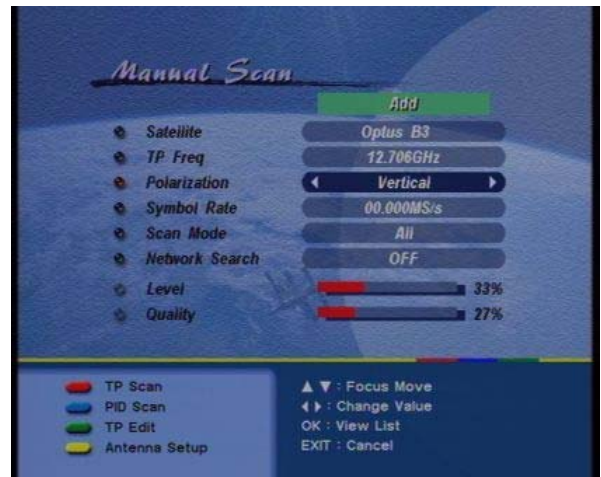 Manual Scan
Add
Satellite Optus B3
TP Freq 12.706GHz
Polarization Vertical
Symbol Rate 00.000MS/s
Scan Mode All
Network Search OFF
Level 33%
Quality 27%
TP Scan ▲ ▼ : Focus Move
PID Scan ◀ ▶ : Change Value
TP Edit OK : View List
Antenna Setup EXIT : Cancel